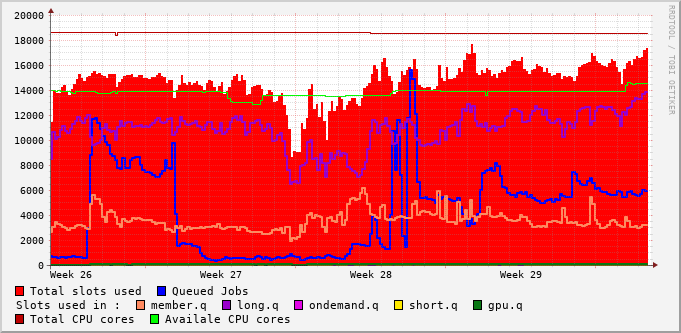 20000
18000
16000
14000
12000
10000
8000
6000
4000
2000
0
Week 26 Week 27 Week 28 Week 29
Total slots used Queued Jobs
Slots used in : member.q long.q ondemand.q short.q gpu.q
Total CPU cores Availale CPU cores
RRDTOOL / TOBI OETIKER